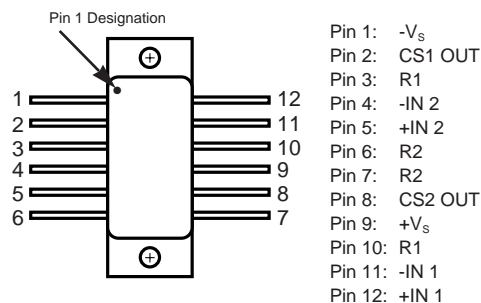 Pin 1 Designation
1
2
3
4
5
6
12
11
10
9
8
7
Pin 1: -Vs
Pin 2: CS1 OUT
Pin 3: R1
Pin 4: -IN 2
Pin 5: +IN 2
Pin 6: R2
Pin 7: R2
Pin 8: CS2 OUT
Pin 9: +Vs
Pin 10: R1
Pin 11: -IN 1
Pin 12: +IN 1